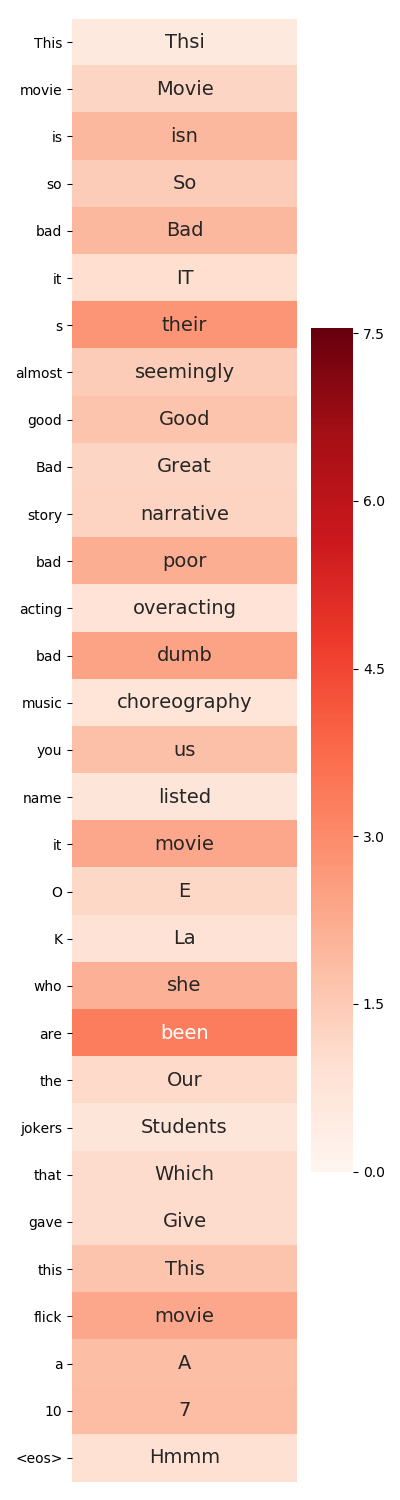 This Thsi
movie Movie
is isn
so So
bad Bad
it IT
s their
7.5
almost seemingly
good Good
Bad Great
story narrative
6.0
bad poor
acting overacting
bad dumb
4.5
music choreography
you us
name listed
3.0
it movie
O E
K La
who she
1.5
are been
the Our
jokers Students
that Which
0.0
gave Give
this This
flick movie
a A
10 7
<eos> Hmmm